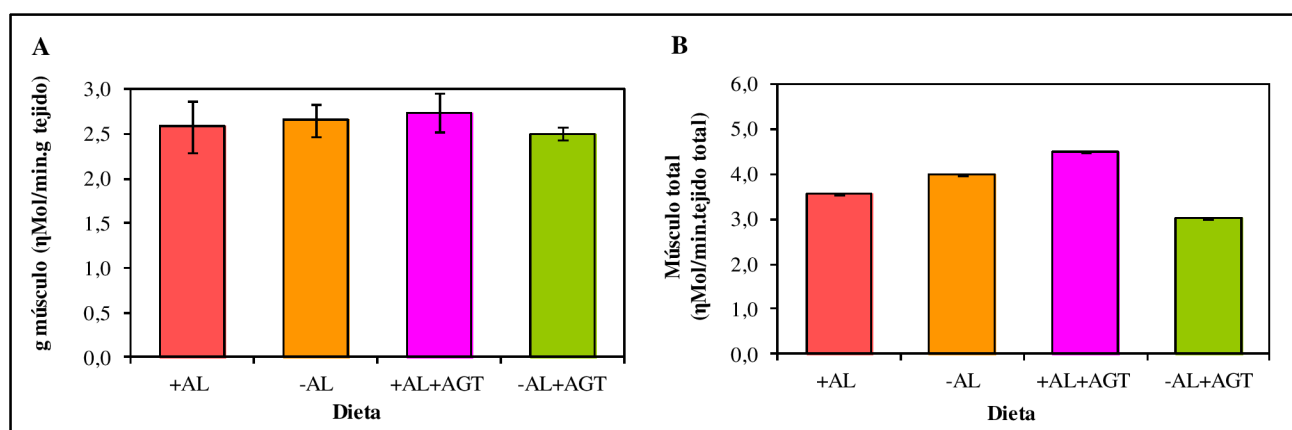 A
g músculo (ηMol/min.g tejido)
3,0
2,5
2,0
1,5
1,0
0,5
0,0
+AL
-AL
+AL+AGT
-AL+AGT
Dieta
B
Músculo total
(ηMol/min.tejido total)
6,0
5,0
4,0
3,0
2,0
1,0
0,0
+AL
-AL
+AL+AGT
-AL+AGT
Dieta